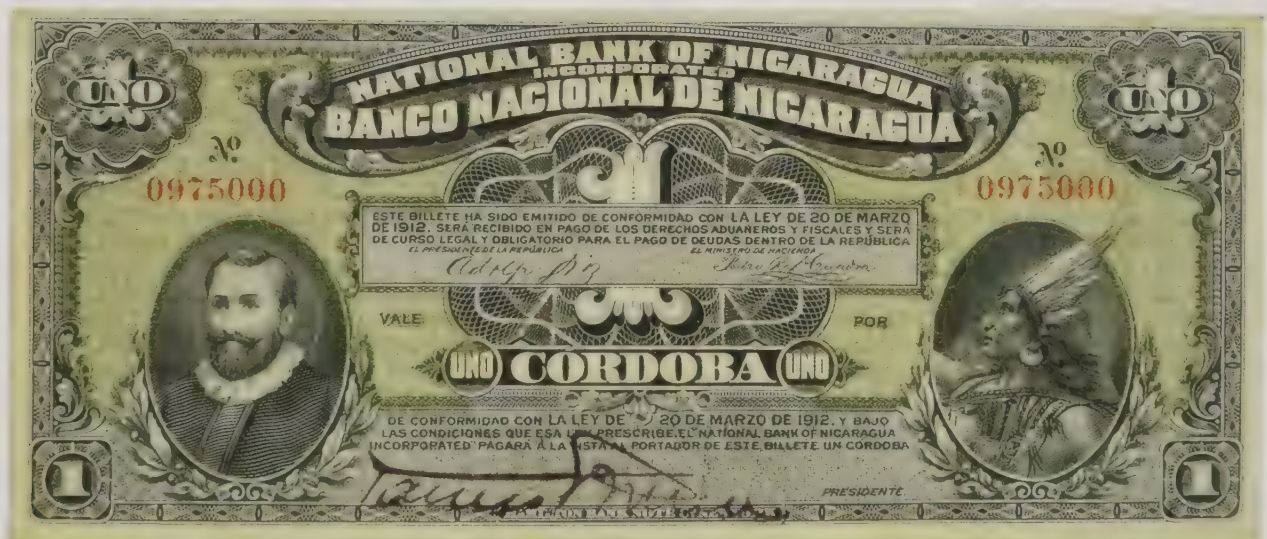 NATIONAL BANK OF NICARAGUA
INCORPORATED
BANCO NACIONAL DE NICARAGUA
UNO
UNO
Nº
Nº
0975000
0975000
1
ESTE BILLETE HA SIDO EMITIDO DE CONFORMIDAD CON LA LEY DE 20 DE MARZO
DE 1912, SERÁ RECIBIDO EN PAGO DE LOS DERECHOS ADUANEROS Y FISCALES Y SERÁ
DE CURSO LEGAL Y OBLIGATORIO PARA EL PAGO DE DEUDAS DENTRO DE LA REPÚBLICA
EL PRESIDENTE DE LA REPÚBLICA EL MINISTRO DE HACIENDA
Adolfo Díaz
VALE POR
UNO CÓRDOBA UNO
DE CONFORMIDAD CON LA LEY DE 20 DE MARZO DE 1912, Y BAJO
LAS CONDICIONES QUE ESA LEY PRESCRIBE, EL NATIONAL BANK OF NICARAGUA
INCORPORATED PAGARÁ Á LA VISTA AL PORTADOR DE ESTE BILLETE UN CÓRDOBA
PRESIDENTE.
1
1